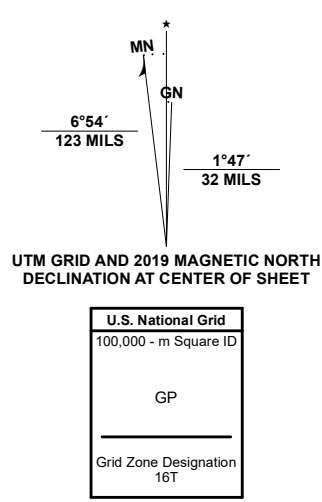 MN
GN
6°54´
123 MILS
1°47´
32 MILS
UTM GRID AND 2019 MAGNETIC NORTH
DECLINATION AT CENTER OF SHEET
U.S. National Grid
100,000 - m Square ID
GP
Grid Zone Designation
16T